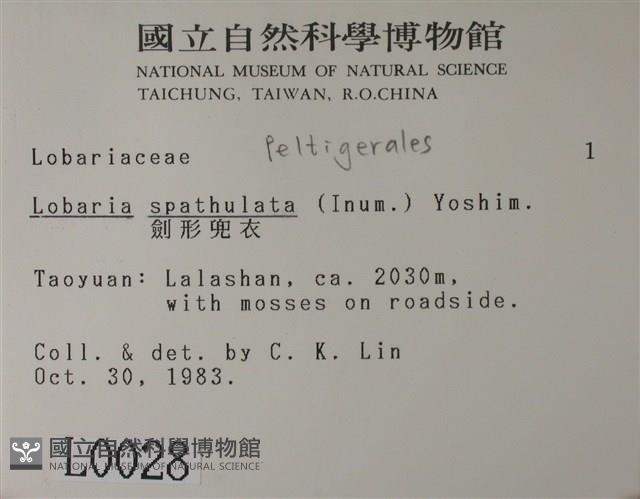 國立自然科學博物館
NATIONAL MUSEUM OF NATURAL SCIENCE
TAICHUNG, TAIWAN, R.O.CHINA
Lobariaceae Peltigerales 1
Lobaria spathulata (Inum.) Yoshim.
劍形兜衣
Taoyuan: Lalashan, ca. 2030m,
with mosses on roadside.
Coll. & det. by C. K. Lin
Oct. 30, 1983.
L0028
國立自然科學博物館
NATIONAL MUSEUM OF NATURAL SCIENCE